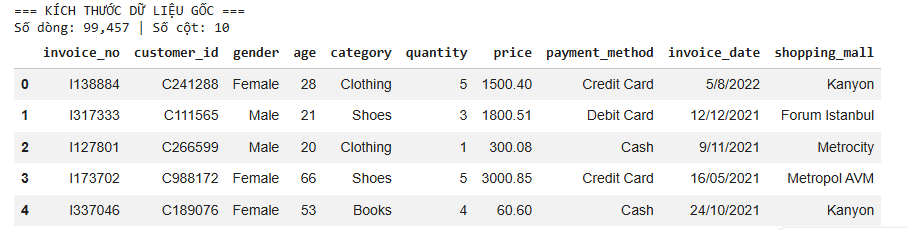 === KÍCH THƯỚC DỮ LIỆU GỐC ===
Số dòng: 99,457 | Số cột: 10
invoice_no customer_id gender age category quantity price payment_method invoice_date shopping_mall
0 I138884 C241288 Female 28 Clothing 5 1500.40 Credit Card 5/8/2022 Kanyon
1 I317333 C111565 Male 21 Shoes 3 1800.51 Debit Card 12/12/2021 Forum Istanbul
2 I127801 C266599 Male 20 Clothing 1 300.08 Cash 9/11/2021 Metrocity
3 I173702 C988172 Female 66 Shoes 5 3000.85 Credit Card 16/05/2021 Metropol AVM
4 I337046 C189076 Female 53 Books 4 60.60 Cash 24/10/2021 Kanyon